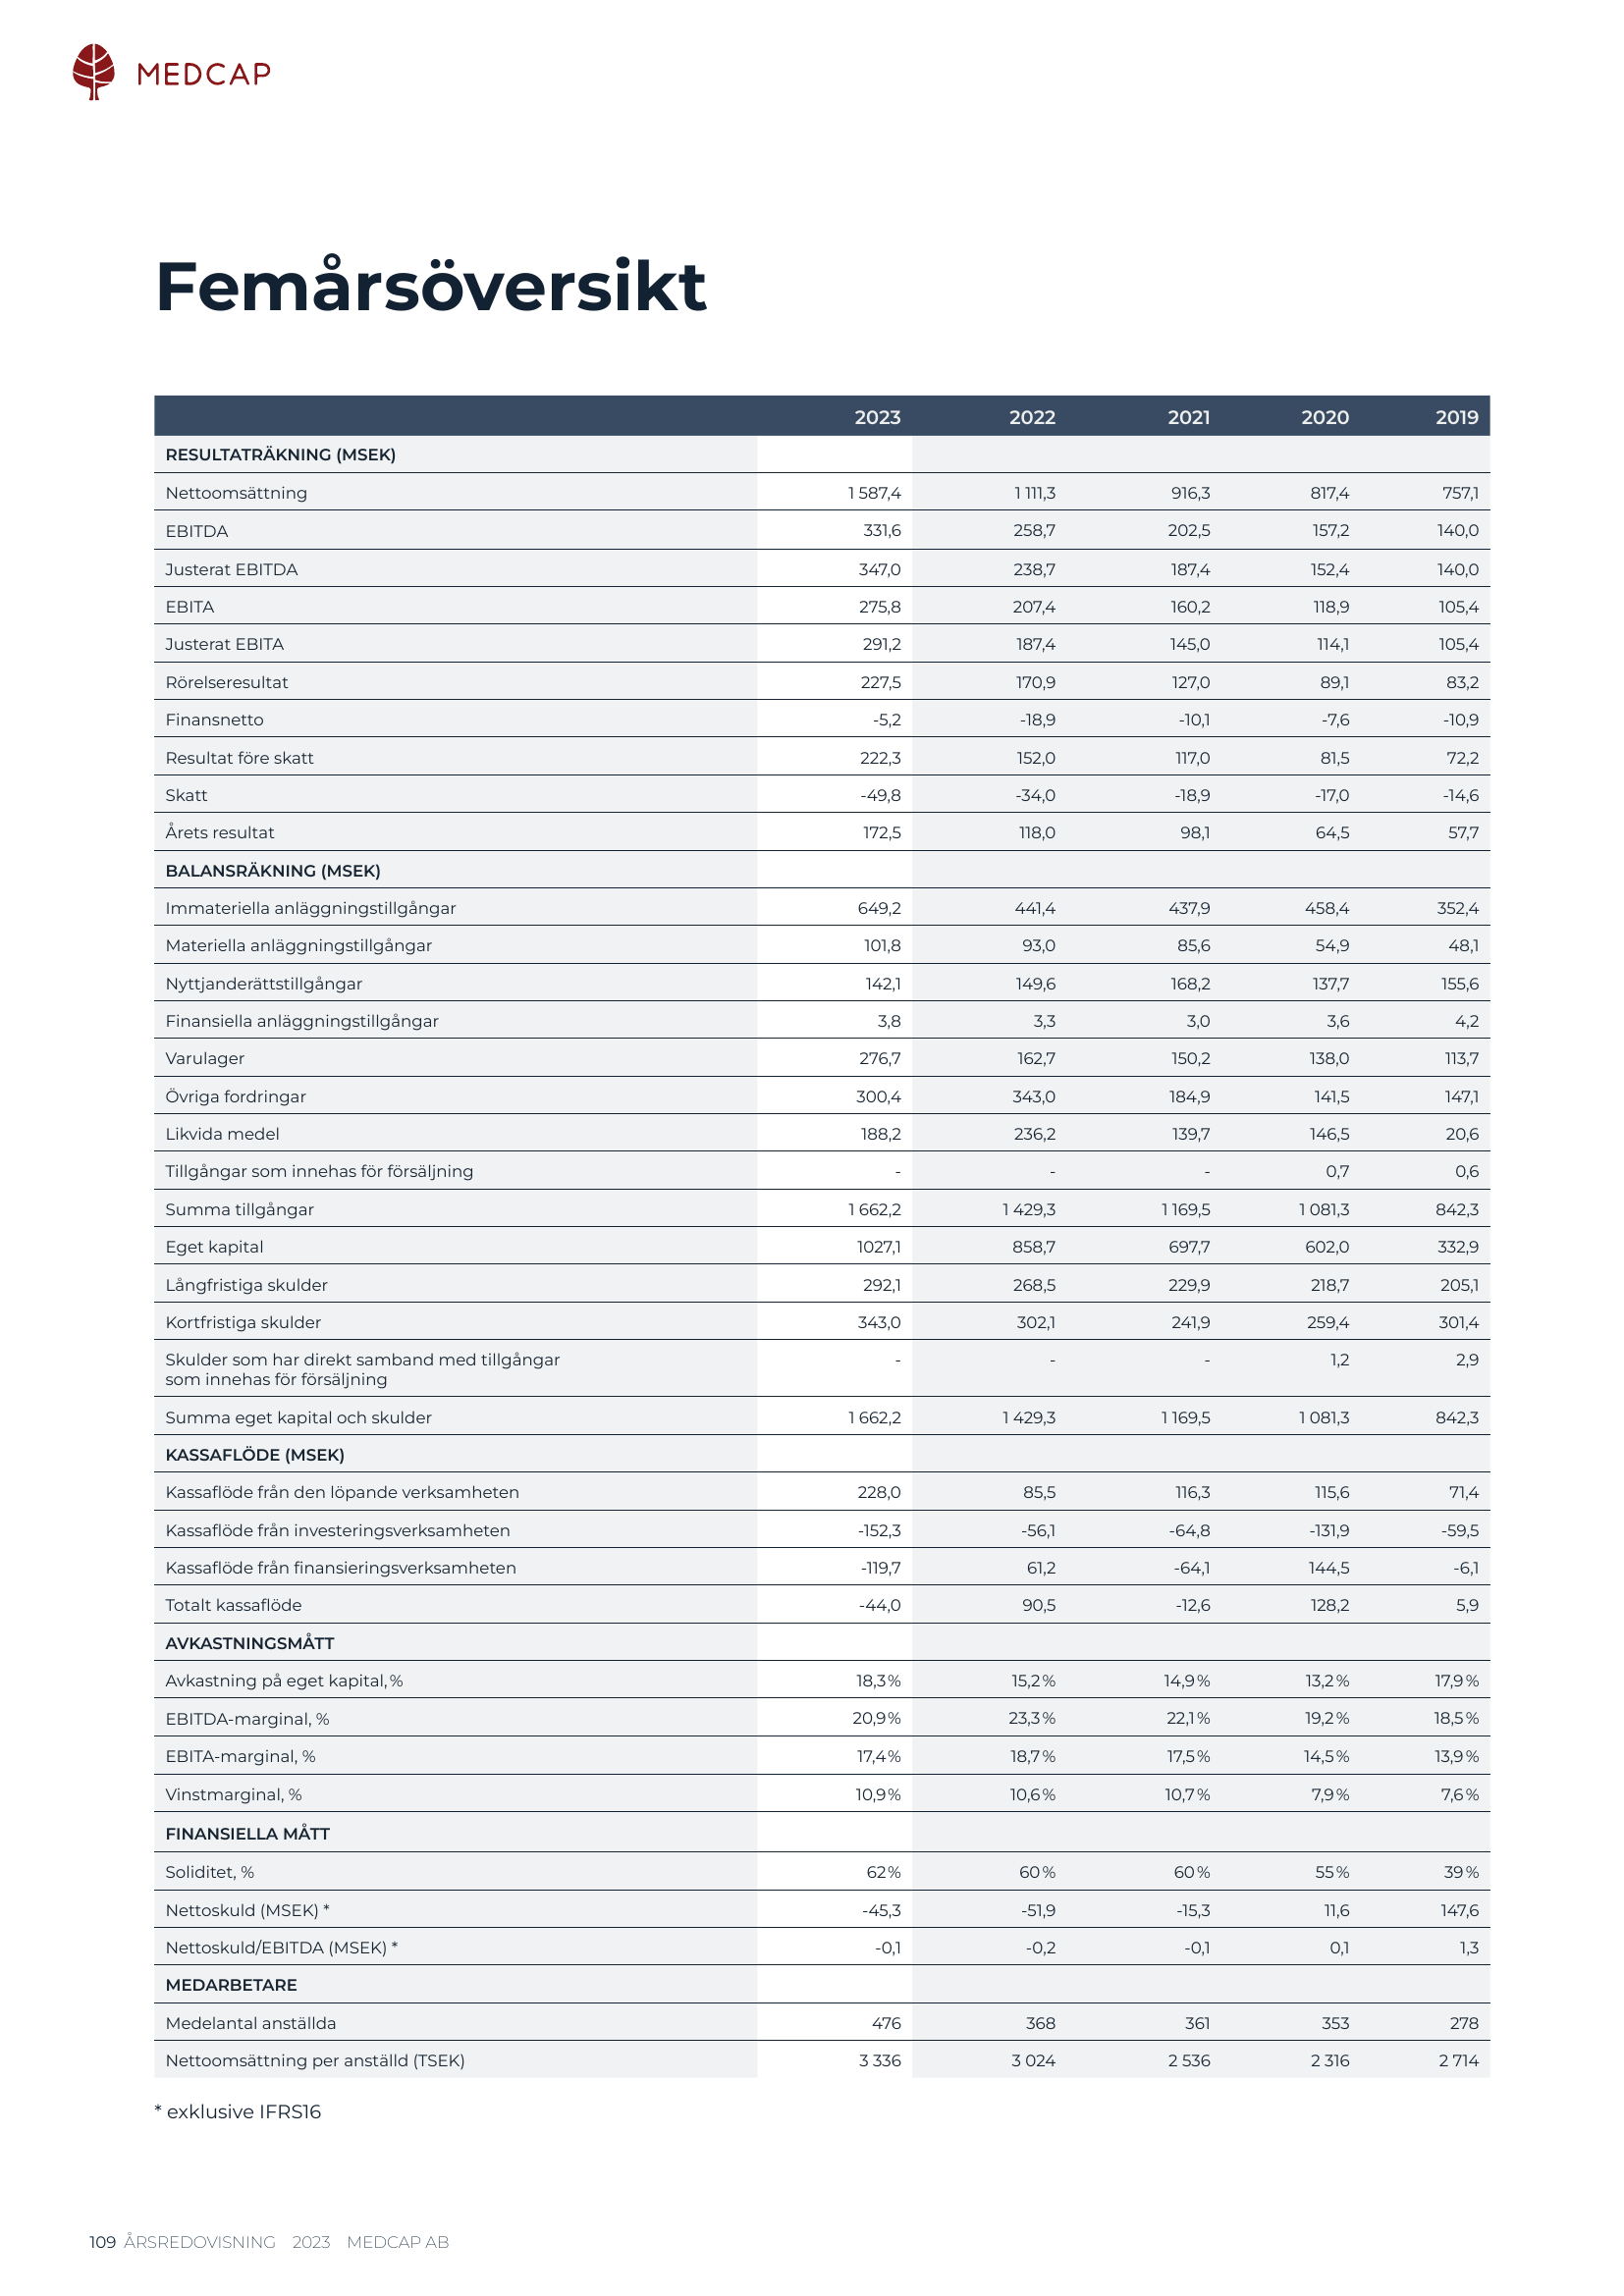 MEDCAP
Femårsöversikt
2023 2022 2021 2020 2019
RESULTATRÄKNING (MSEK)
Nettoomsättning 1 587,4 1 111,3 916,3 817,4 757,1
EBITDA 331,6 258,7 202,5 157,2 140,0
Justerat EBITDA 347,0 238,7 187,4 152,4 140,0
EBITA 275,8 207,4 160,2 118,9 105,4
Justerat EBITA 291,2 187,4 145,0 114,1 105,4
Rörelseresultat 227,5 170,9 127,0 89,1 83,2
Finansnetto -5,2 -18,9 -10,1 -7,6 -10,9
Resultat före skatt 222,3 152,0 117,0 81,5 72,2
Skatt -49,8 -34,0 -18,9 -17,0 -14,6
Årets resultat 172,5 118,0 98,1 64,5 57,7
BALANSRÄKNING (MSEK)
Immateriella anläggningstillgångar 649,2 441,4 437,9 458,4 352,4
Materiella anläggningstillgångar 101,8 93,0 85,6 54,9 48,1
Nyttjanderättstillgångar 142,1 149,6 168,2 137,7 155,6
Finansiella anläggningstillgångar 3,8 3,3 3,0 3,6 4,2
Varulager 276,7 162,7 150,2 138,0 113,7
Övriga fordringar 300,4 343,0 184,9 141,5 147,1
Likvida medel 188,2 236,2 139,7 146,5 20,6
Tillgångar som innehas för försäljning - - - 0,7 0,6
Summa tillgångar 1 662,2 1 429,3 1 169,5 1 081,3 842,3
Eget kapital 1027,1 858,7 697,7 602,0 332,9
Långfristiga skulder 292,1 268,5 229,9 218,7 205,1
Kortfristiga skulder 343,0 302,1 241,9 259,4 301,4
Skulder som har direkt samband med tillgångar - - - 1,2 2,9
som innehas för försäljning
Summa eget kapital och skulder 1 662,2 1 429,3 1 169,5 1 081,3 842,3
KASSAFLÖDE (MSEK)
Kassaflöde från den löpande verksamheten 228,0 85,5 116,3 115,6 71,4
Kassaflöde från investeringsverksamheten -152,3 -56,1 -64,8 -131,9 -59,5
Kassaflöde från finansieringsverksamheten -119,7 61,2 -64,1 144,5 -6,1
Totalt kassaflöde -44,0 90,5 -12,6 128,2 5,9
AVKASTNINGSMÅTT
Avkastning på eget kapital,% 18,3% 15,2% 14,9% 13,2% 17,9%
EBITDA-marginal, % 20,9% 23,3% 22,1% 19,2% 18,5%
EBITA-marginal, % 17,4% 18,7% 17,5% 14,5% 13,9%
Vinstmarginal, % 10,9% 10,6% 10,7% 7,9% 7,6%
FINANSIELLA MÅTT
Soliditet, % 62% 60% 60% 55% 39%
Nettoskuld (MSEK) * -45,3 -51,9 -15,3 11,6 147,6
Nettoskuld/EBITDA (MSEK) * -0,1 -0,2 -0,1 0,1 1,3
MEDARBETARE
Medelantal anställda 476 368 361 353 278
Nettoomsättning per anställd (TSEK) 3 336 3 024 2 536 2 316 2 714
* exklusive IFRS16
109 ÅRSREDOVISNING 2023 MEDCAP AB